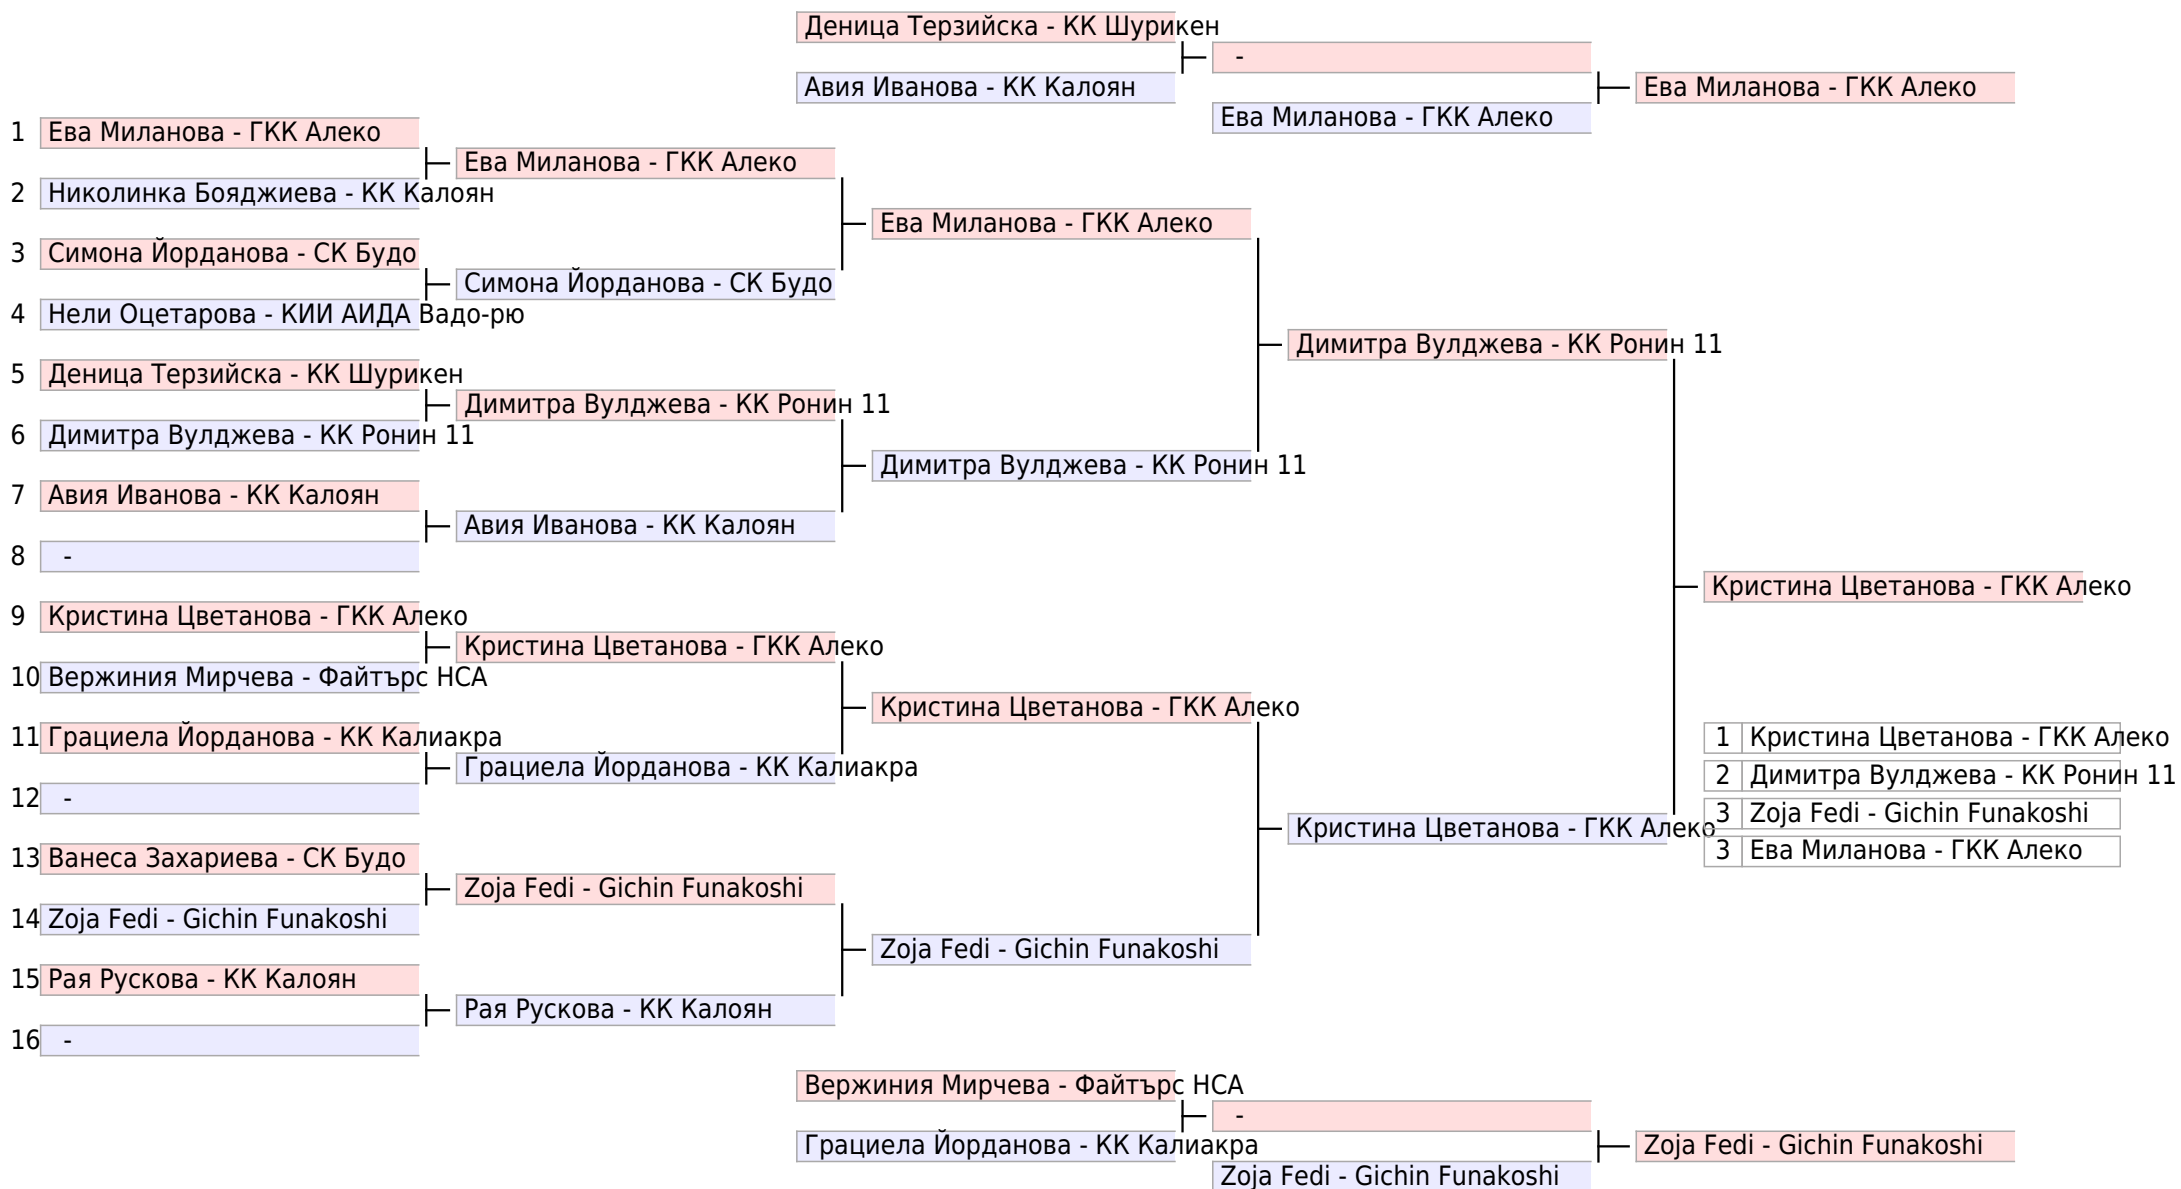 Деница Терзийска - КК Шурикен
-
Авия Иванова - КК Калоян
Ева Миланова - ГКК Алеко
Ева Миланова - ГКК Алеко
1 Ева Миланова - ГКК Алеко
Ева Миланова - ГКК Алеко
2 Николинка Бояджиева - КК Калоян
Ева Миланова - ГКК Алеко
3 Симона Йорданова - СК Будо
Симона Йорданова - СК Будо
4 Нели Оцетарова - КИИ АИДА Вадо-рю
Димитра Вулджева - КК Ронин 11
5 Деница Терзийска - КК Шурикен
Димитра Вулджева - КК Ронин 11
6 Димитра Вулджева - КК Ронин 11
Димитра Вулджева - КК Ронин 11
7 Авия Иванова - КК Калоян
Авия Иванова - КК Калоян
8 -
Кристина Цветанова - ГКК Алеко
9 Кристина Цветанова - ГКК Алеко
Кристина Цветанова - ГКК Алеко
10 Вержиния Мирчева - Файтърс НСА
Кристина Цветанова - ГКК Алеко
11 Грациела Йорданова - КК Калиакра
Грациела Йорданова - КК Калиакра
12 -
1 Кристина Цветанова - ГКК Алеко
2 Димитра Вулджева - КК Ронин 11
3 Zoja Fedi - Gichin Funakoshi
3 Ева Миланова - ГКК Алеко
Кристина Цветанова - ГКК Алеко
13 Ванеса Захариева - СК Будо
Zoja Fedi - Gichin Funakoshi
14 Zoja Fedi - Gichin Funakoshi
Zoja Fedi - Gichin Funakoshi
15 Рая Рускова - КК Калоян
Рая Рускова - КК Калоян
16 -
Вержиния Мирчева - Файтърс НСА
-
Грациела Йорданова - КК Калиакра
Zoja Fedi - Gichin Funakoshi
Zoja Fedi - Gichin Funakoshi